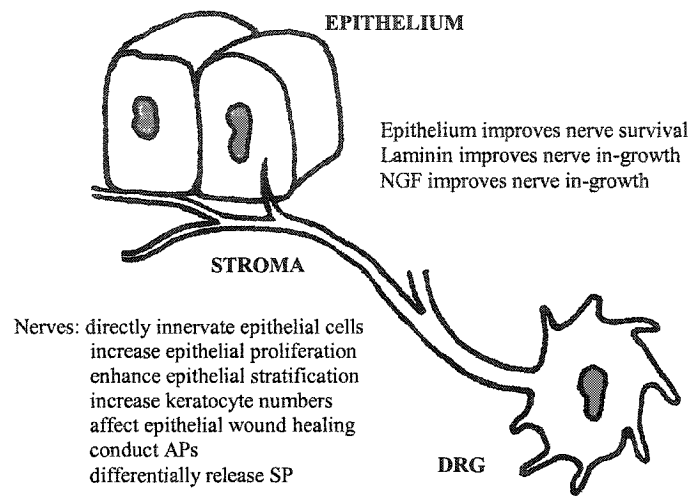 EPITHELIUM
Epithelium improves nerve survival
Laminin improves nerve in-growth
NGF improves nerve in-growth
STROMA
Nerves: directly innervate epithelial cells
increase epithelial proliferation
enhance epithelial stratification
increase keratocyte numbers
affect epithelial wound healing
conduct APs
differentially release SP
DRG